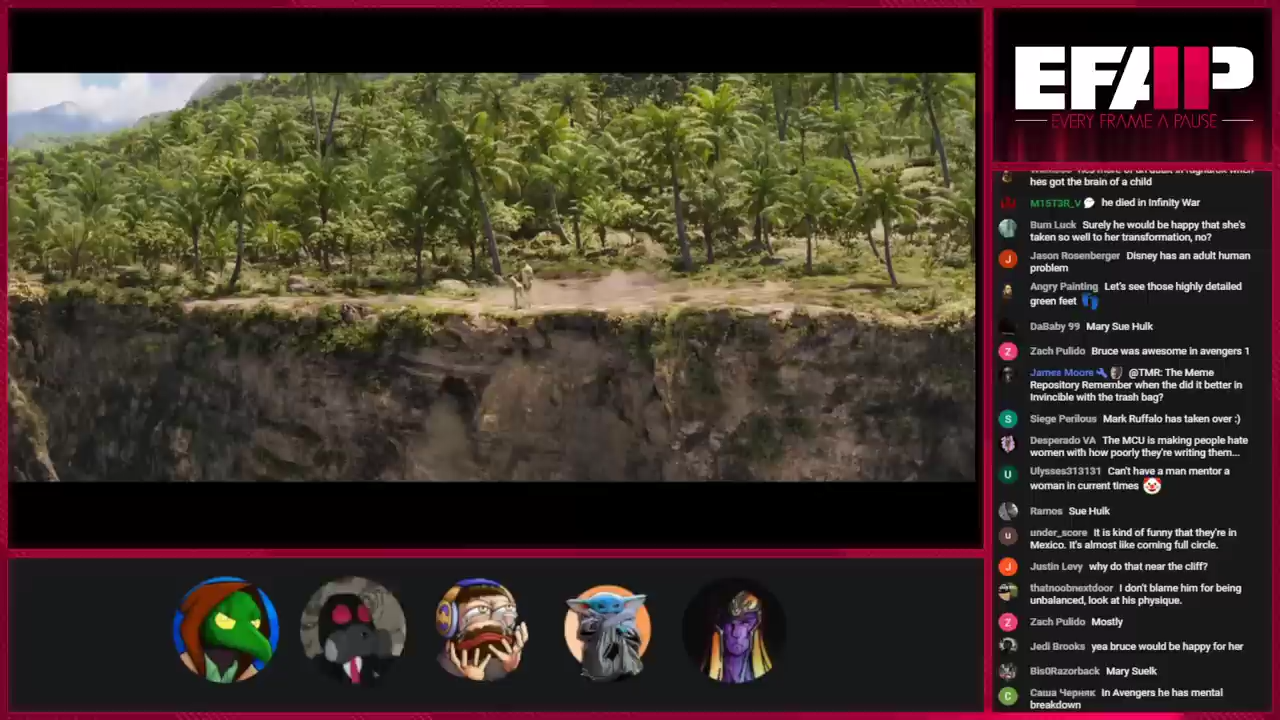 EFAP
EVERY FRAME A PAUSE
hes got the brain of a child
M15T3R_V he died in Infinity War
Burn Luck Surely he would be happy that she's
taken so well to her transformation, no?
Jason Rosenberger Disney has an adult human
problem
Angry Painting Let's see those highly detailed
green feet
DaBaby 99 Mary Sue Hulk
Z Zach Pulido Bruce was awesome in avengers 1
James Moore @TMR: The Meme
Repository Remember when the did it better in
Invincible with the trash bag?
S Siege Perilous Mark Ruffalo has taken over :)
Desperado VA The MCU is making people hate
women with how poorly they're writing them...
U Ulysses313131 Can't have a man mentor a
woman in current times
Ramos Sue Hulk
u under_score It is kind of funny that they're in
Mexico. It's almost like coming full circle.
J Justin Levy why do that near the cliff?
thatnoobnextdoor I don't blame him for being
unbalanced, look at his physique.
Z Zach Pulido Mostly
Jedi Brooks yea bruce would be happy for her
Bis0Razorback Mary Suelk
С Саша Черняк In Avengers he has mental
breakdown